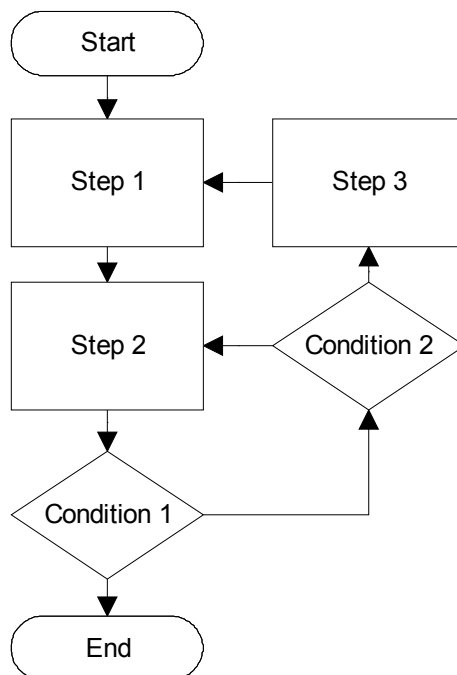 Start
Step 1
Step 3
Step 2
Condition 2
Condition 1
End